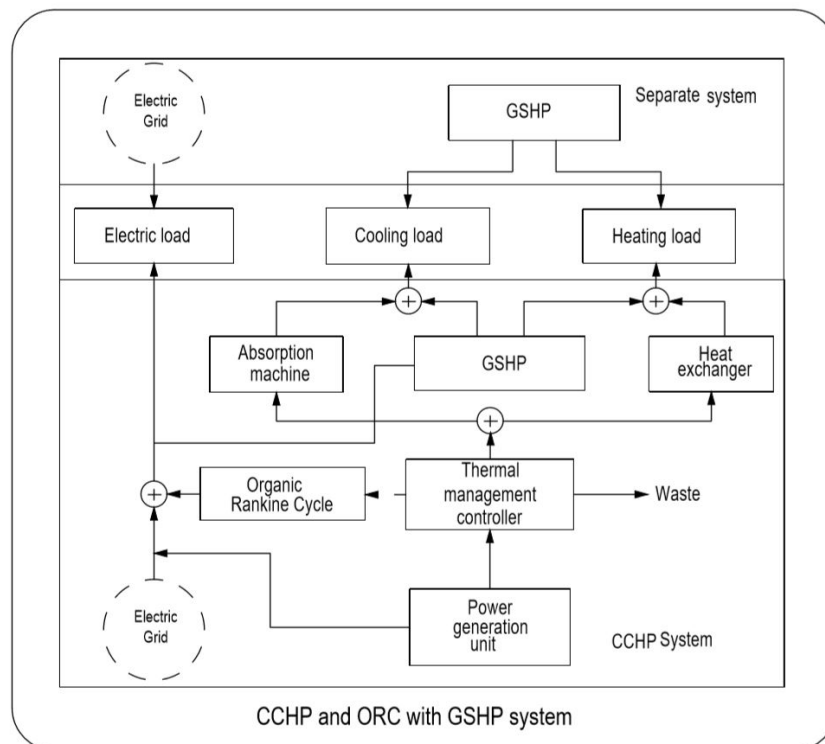 Electric
Grid
GSHP
Separate system
Electric load
Cooling load
Heating load
+
+
Absorption
machine
GSHP
Heat
exchanger
+
+
Organic
Rankine Cycle
Thermal
management
controller
Waste
Electric
Grid
Power
generation
unit
CCHP System
CCHP and ORC with GSHP system